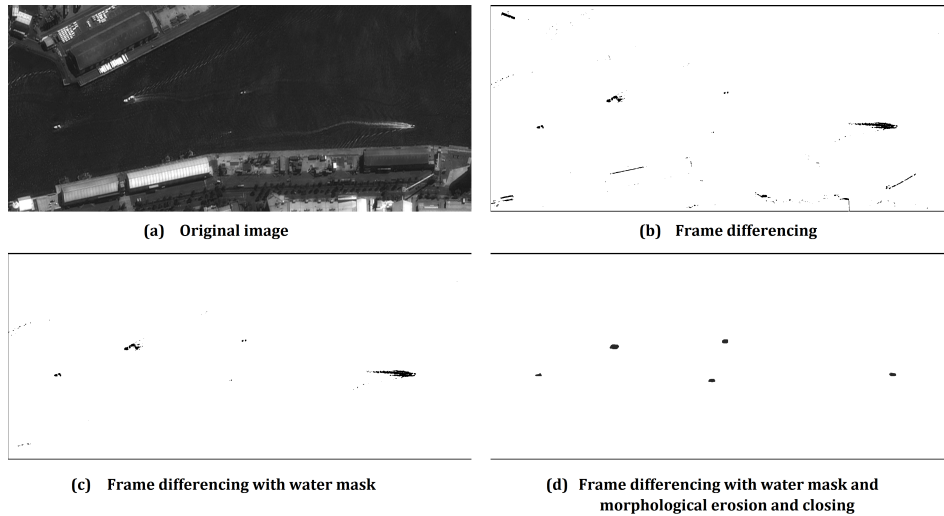 (a) Original image
(b) Frame differencing
(c) Frame differencing with water mask
(d) Frame differencing with water mask and
morphological erosion and closing